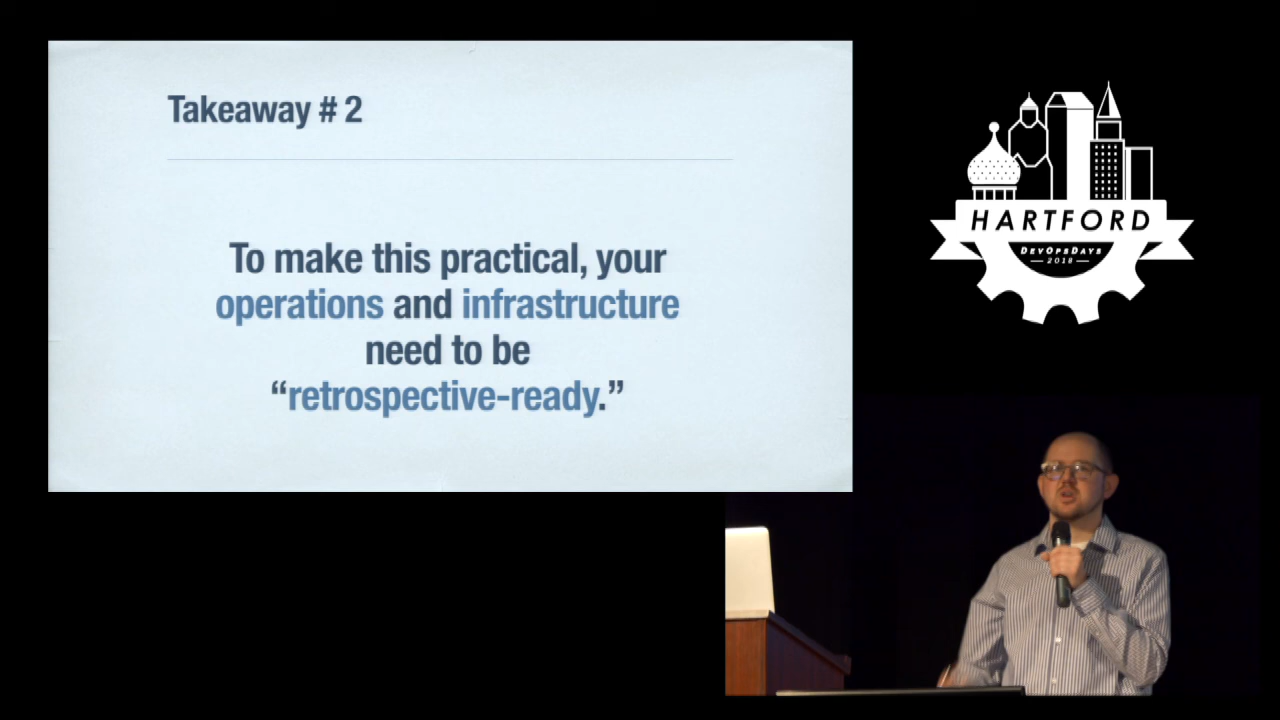 Takeaway # 2
To make this practical, your
operations and infrastructure
need to be
“retrospective-ready.”
HARTFORD
DEVOPSDAYS
2018